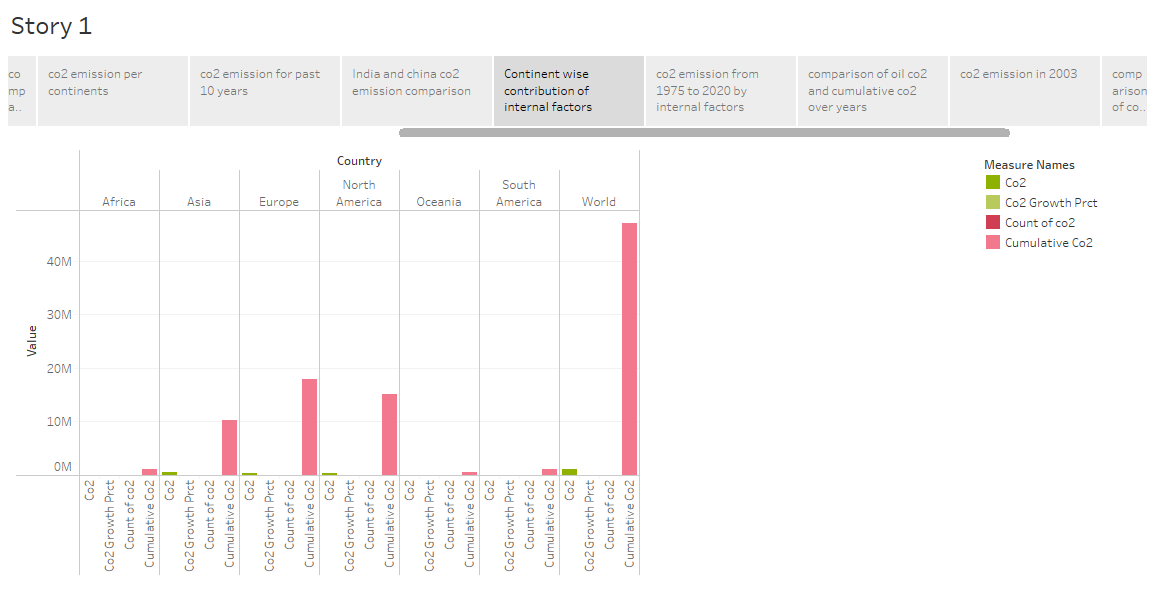 Story 1
co
mp
a..
co2 emission per
continents
co2 emission for past
10 years
India and china co2
emission comparison
Continent wise
contribution of
internal factors
co2 emission from
1975 to 2020 by
internal factors
comparison of oil co2
and cumulative co2
over years
co2 emission in 2003
comp
arison
of co..
Country
Africa
Asia
Europe
North
America
Oceania
South
America
World
Value
40M
30M
20M
10M
0M
Co2
Co2 Growth Prct
Count of co2
Cumulative Co2
Co2
Co2 Growth Prct
Count of co2
Cumulative Co2
Co2
Co2 Growth Prct
Count of co2
Cumulative Co2
Co2
Co2 Growth Prct
Count of co2
Cumulative Co2
Co2
Co2 Growth Prct
Count of co2
Cumulative Co2
Co2
Co2 Growth Prct
Count of co2
Cumulative Co2
Co2
Co2 Growth Prct
Count of co2
Cumulative Co2
Measure Names
Co2
Co2 Growth Prct
Count of co2
Cumulative Co2